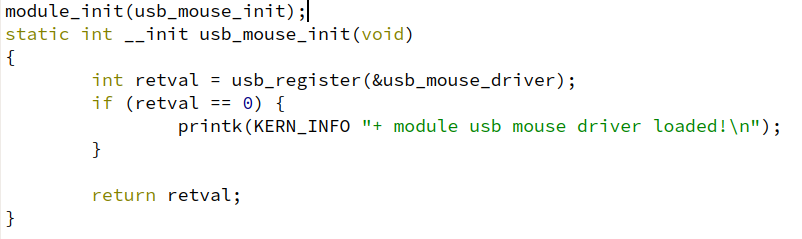 module_init(usb_mouse_init);
static int __init usb_mouse_init(void)
{
        int retval = usb_register(&usb_mouse_driver);
        if (retval == 0) {
                printk(KERN_INFO "+ module usb mouse driver loaded!\n");
        }

        return retval;
}